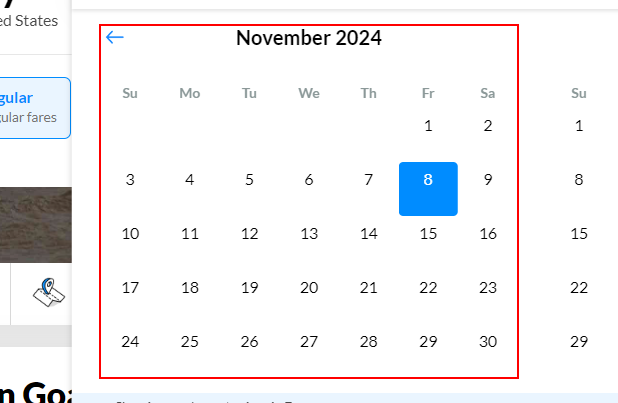 ed States
gular
gular fares
November 2024
Su Mo Tu We Th Fr Sa
1 2
3 4 5 6 7 8 9
10 11 12 13 14 15 16
17 18 19 20 21 22 23
24 25 26 27 28 29 30
Su
1
8
15
22
29
n Goa